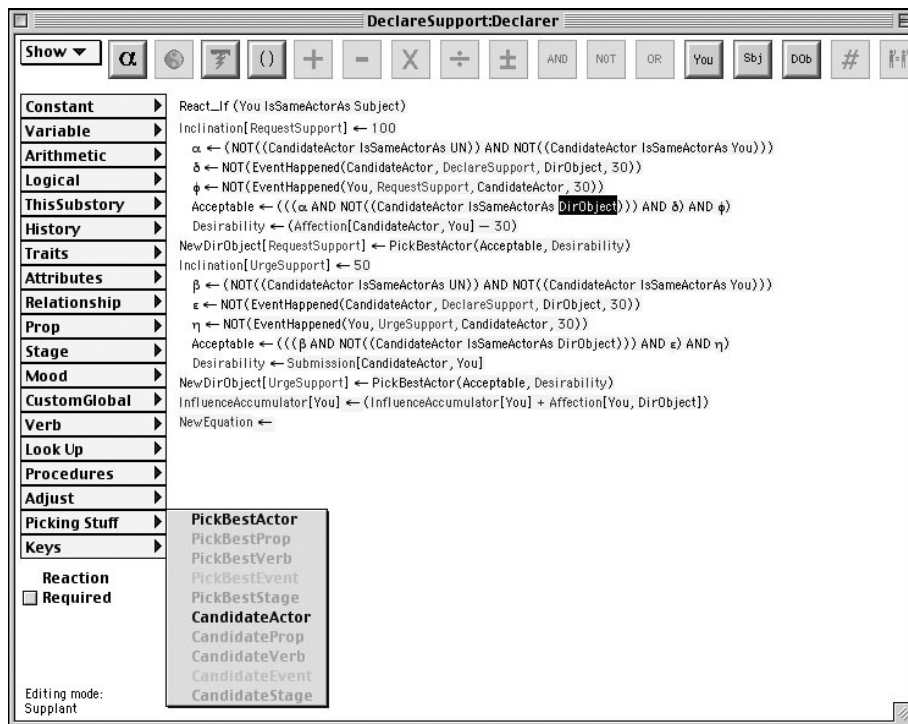 DeclareSupport:Declarer
Show ▼ α () + - X ÷ ± AND NOT OR You Sbj DOb #
Constant
Variable
Arithmetic
Logical
ThisSubstory
History
Traits
Attributes
Relationship
Prop
Stage
Mood
CustomGlobal
Verb
Look Up
Procedures
Adjust
Picking Stuff
Keys
Reaction
Required
Editing mode:
Supplant
React_If (You IsSameActorAs Subject)
Inclination[RequestSupport] ← 100
α ← (NOT((CandidateActor IsSameActorAs UN)) AND NOT((CandidateActor IsSameActorAs You)))
δ ← NOT(EventHappened(CandidateActor, DeclareSupport, DirObject, 30))
ϕ ← NOT(EventHappened(You, RequestSupport, CandidateActor, 30))
Acceptable ← (((α AND NOT((CandidateActor IsSameActorAs DirObject))) AND δ) AND ϕ)
Desirability ← (Affection[CandidateActor, You] − 30)
NewDirObject[RequestSupport] ← PickBestActor(Acceptable, Desirability)
Inclination[UrgeSupport] ← 50
β ← (NOT((CandidateActor IsSameActorAs UN)) AND NOT((CandidateActor IsSameActorAs You)))
ε ← NOT(EventHappened(CandidateActor, DeclareSupport, DirObject, 30))
η ← NOT(EventHappened(You, UrgeSupport, CandidateActor, 30))
Acceptable ← (((β AND NOT((CandidateActor IsSameActorAs DirObject))) AND ε) AND η)
Desirability ← Submission[CandidateActor, You]
NewDirObject[UrgeSupport] ← PickBestActor(Acceptable, Desirability)
InfluenceAccumulator[You] ← (InfluenceAccumulator[You] + Affection[You, DirObject])
NewEquation ←
PickBestActor
PickBestProp
PickBestVerb
PickBestEvent
PickBestStage
CandidateActor
CandidateProp
CandidateVerb
CandidateEvent
CandidateStage